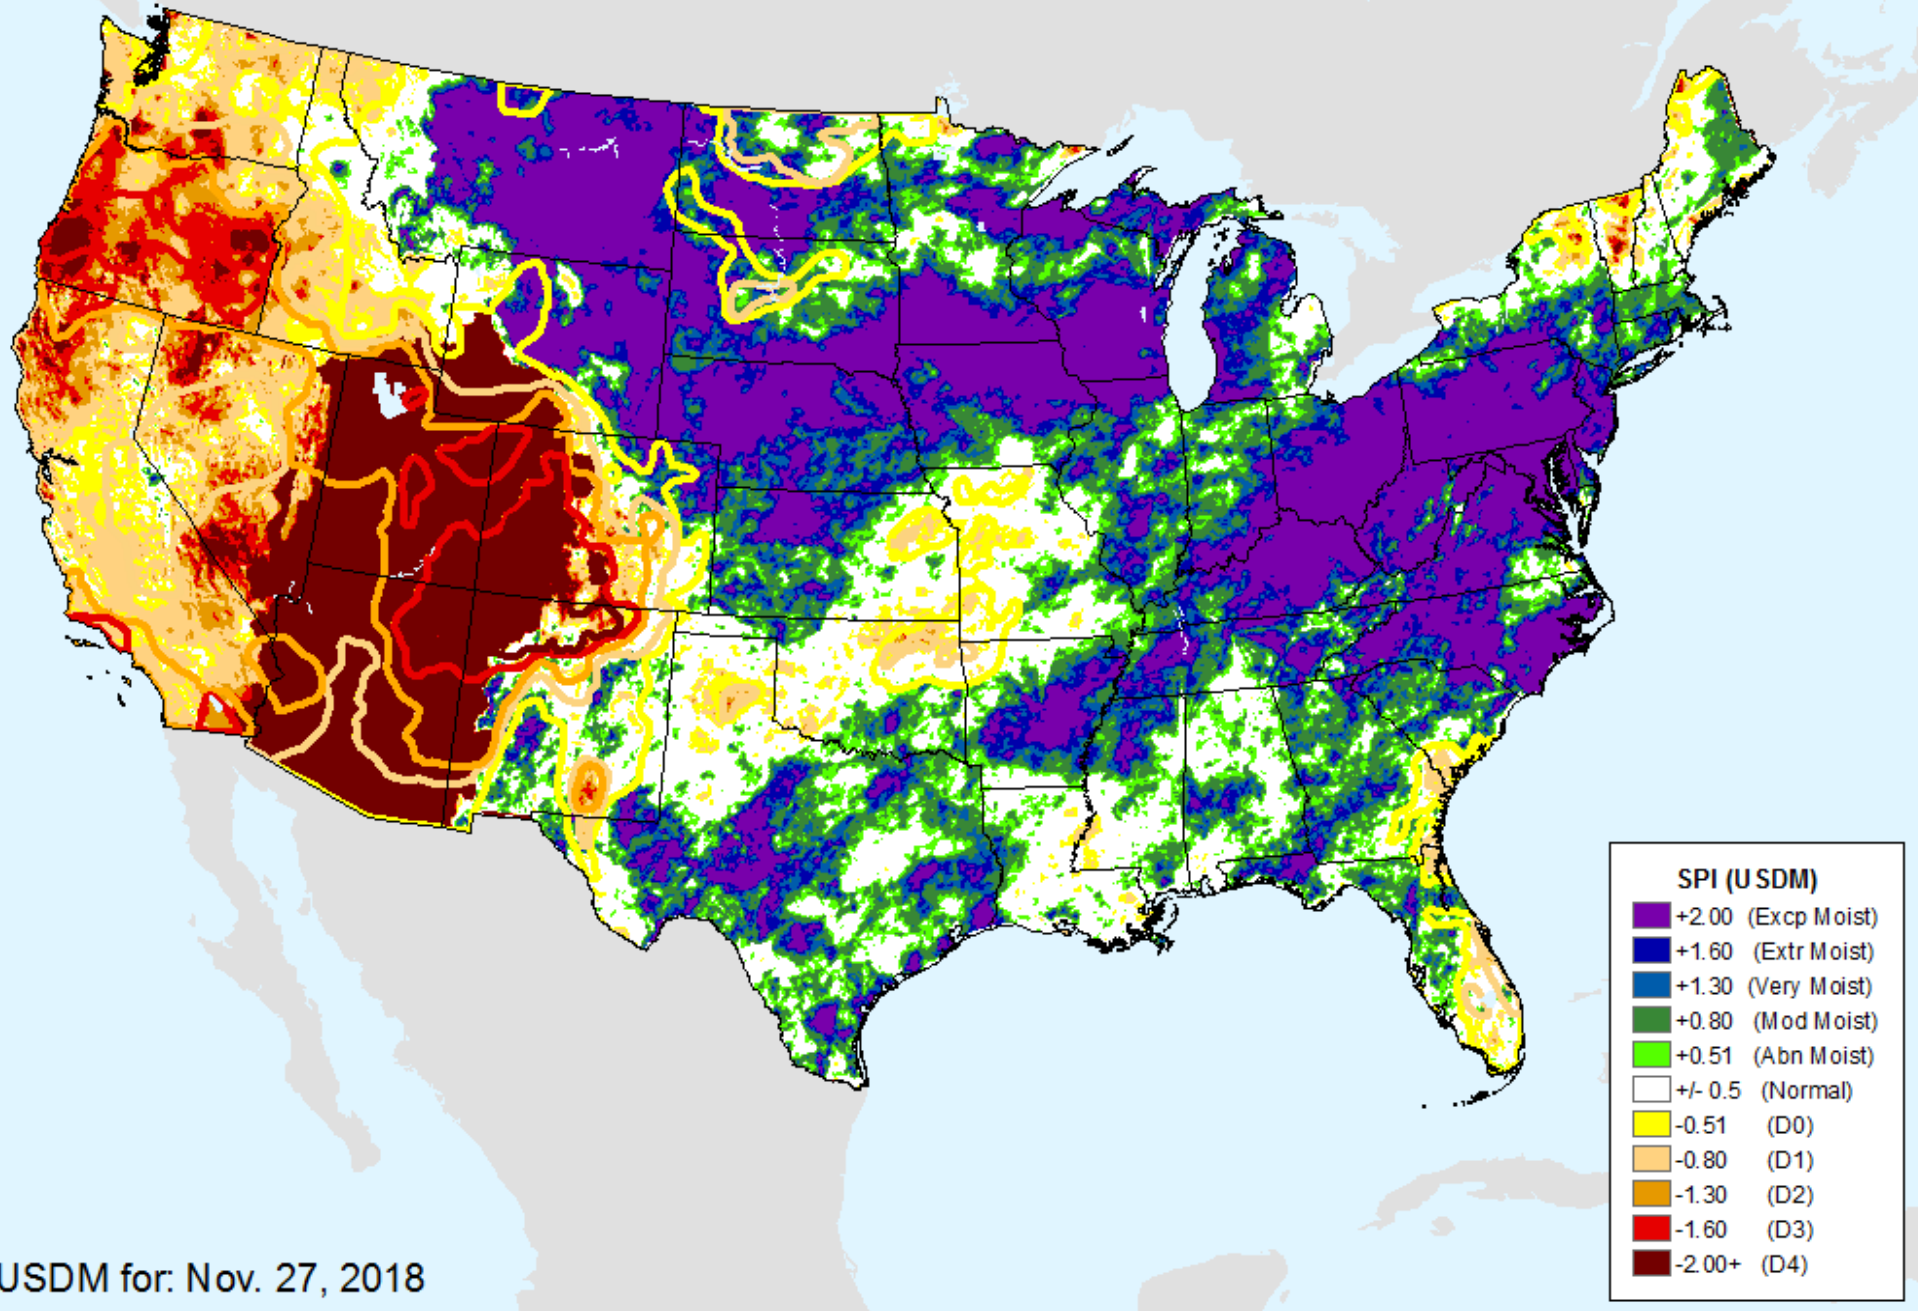 SPI (USDM)
+2.00 (Excp Moist)
+1.60 (Extr Moist)
+1.30 (Very Moist)
+0.80 (Mod Moist)
+0.51 (Abn Moist)
+/- 0.5 (Normal)
-0.51 (D0)
-0.80 (D1)
-1.30 (D2)
-1.60 (D3)
-2.00+ (D4)
USDM for: Nov. 27, 2018